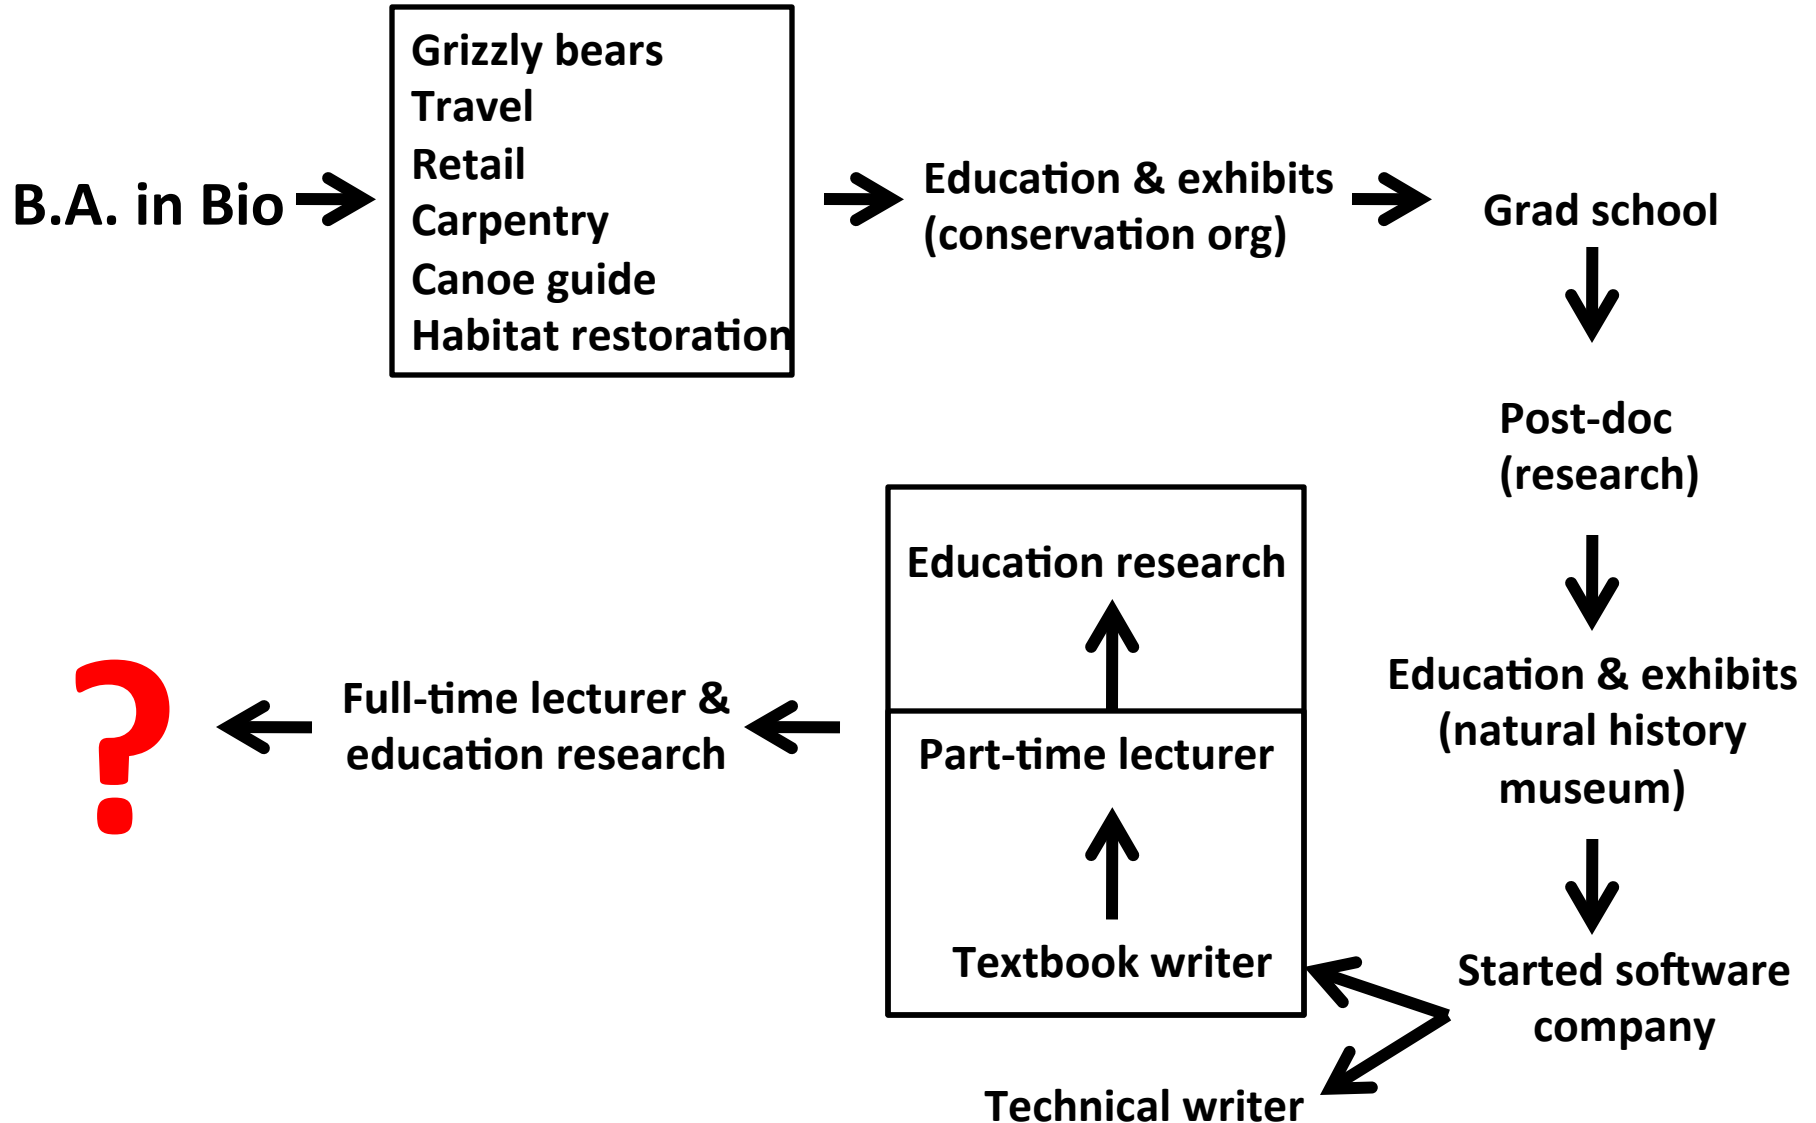 B.A. in Bio
Grizzly bears
Travel
Retail
Carpentry
Canoe guide
Habitat restoration
Education & exhibits
(conservation org)
Grad school
Post-doc
(research)
Education & exhibits
(natural history
museum)
Started software
company
Technical writer
Textbook writer
Part-time lecturer
Education research
Full-time lecturer &
education research
?